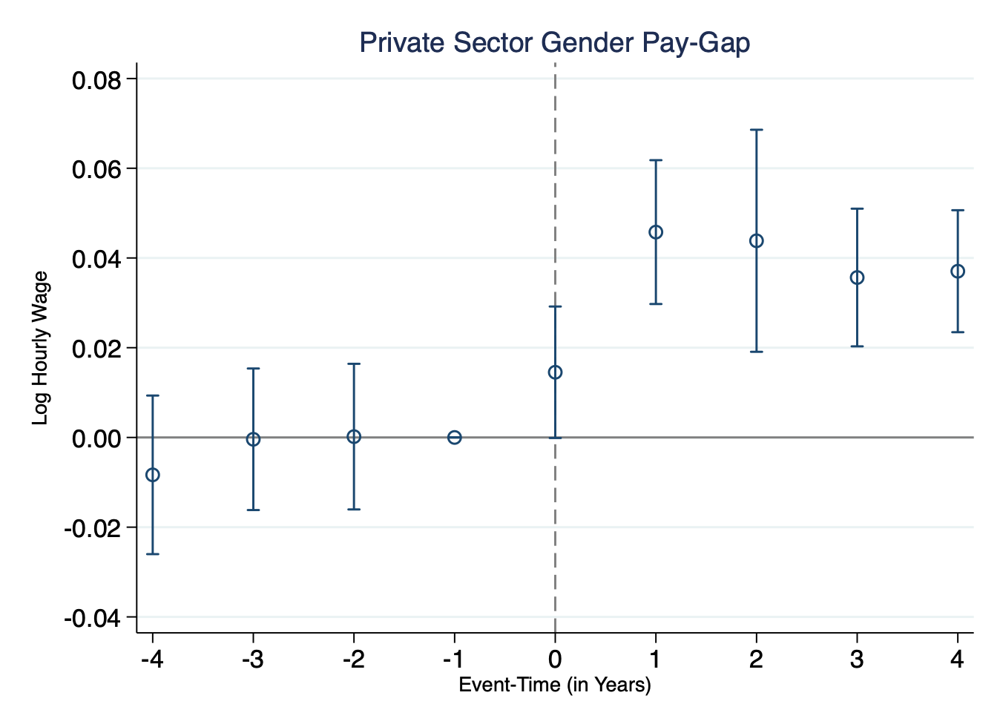 Private Sector Gender Pay-Gap
Log Hourly Wage
0.08
0.06
0.04
0.02
0.00
-0.02
-0.04
-4 -3 -2 -1 0 1 2 3 4
Event-Time (in Years)